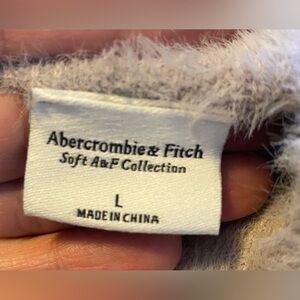 Abercrombie & Fitch
Soft A&F Collection
L
MADE IN CHINA